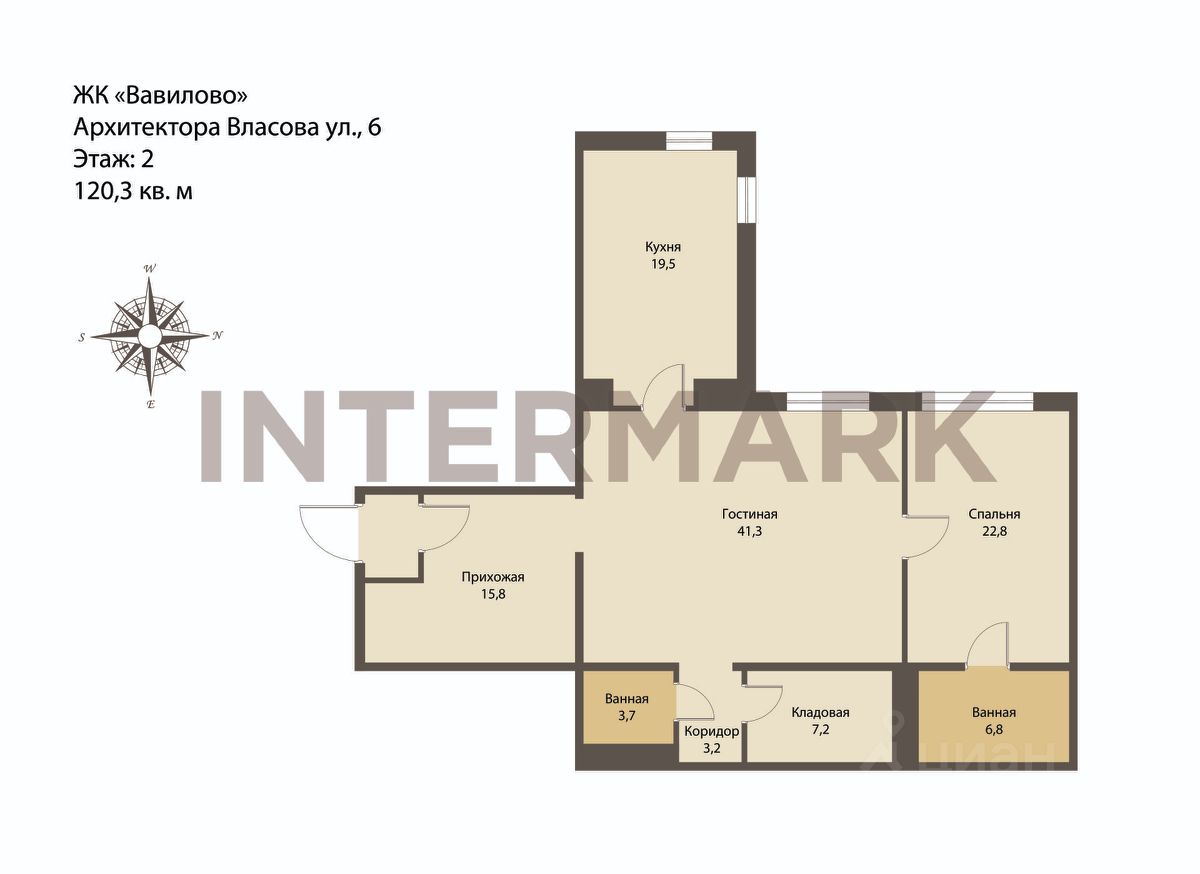 ЖК «Вавилово»
Архитектора Власова ул., 6
Этаж: 2
120,3 кв. м
W
S
N
E
Кухня
19,5
INTERMARK
Гостиная
41,3
Спальня
22,8
Прихожая
15,8
Ванная
3,7
Коридор
3,2
Кладовая
7,2
Ванная
6,8
циан